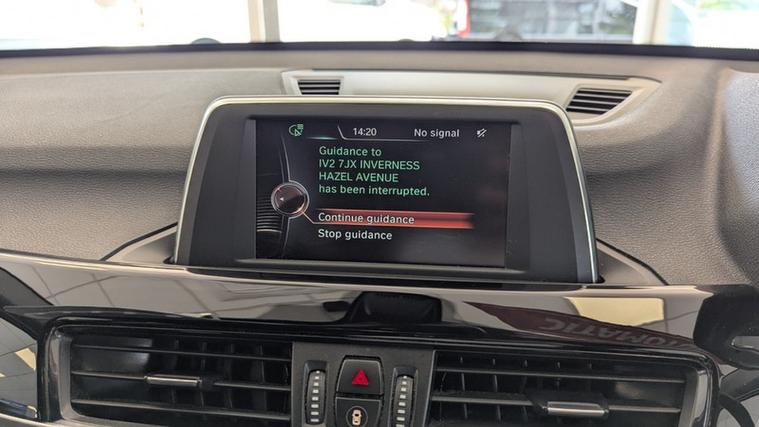 14:20
No signal
Guidance to
IV2 7JX INVERNESS
HAZEL AVENUE
has been interrupted.
Continue guidance
Stop guidance